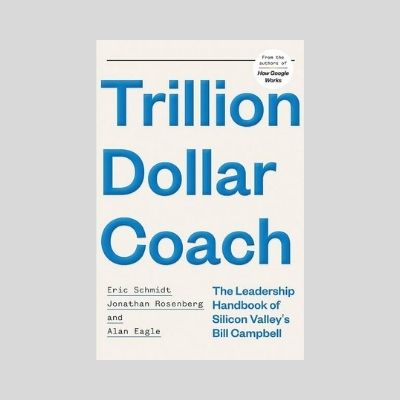 From the
authors of
How Google
Works
Trillion
Dollar
Coach
Eric Schmidt
Jonathan Rosenberg
and
Alan Eagle
The Leadership
Handbook of
Silicon Valley's
Bill Campbell